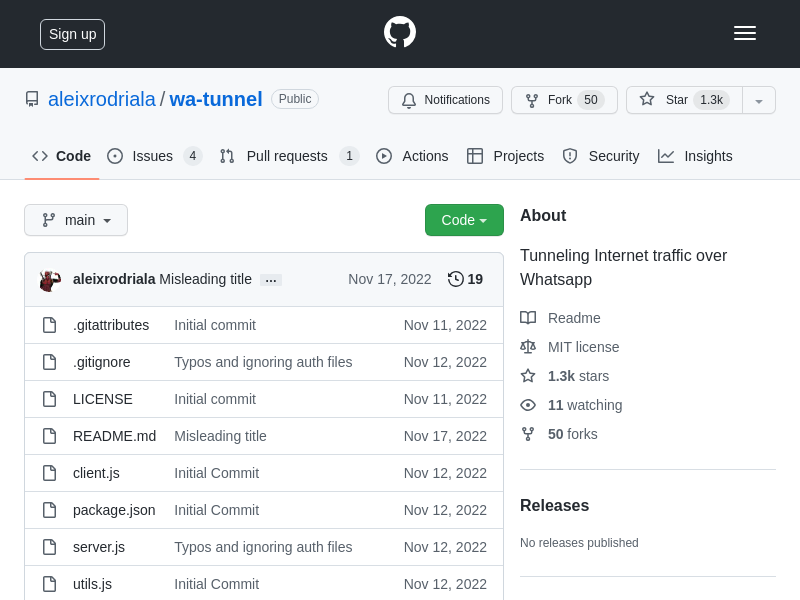 Sign up
aleixrodriala / wa-tunnel Public
Notifications Fork 50 Star 1.3k
Code Issues 4 Pull requests 1 Actions Projects Security Insights
main Code
aleixrodriala Misleading title ... Nov 17, 2022 19
.gitattributes Initial commit Nov 11, 2022
.gitignore Typos and ignoring auth files Nov 12, 2022
LICENSE Initial commit Nov 11, 2022
README.md Misleading title Nov 17, 2022
client.js Initial Commit Nov 12, 2022
package.json Initial Commit Nov 12, 2022
server.js Typos and ignoring auth files Nov 12, 2022
utils.js Initial Commit Nov 12, 2022
About
Tunneling Internet traffic over
Whatsapp
Readme
MIT license
1.3k stars
11 watching
50 forks
Releases
No releases published